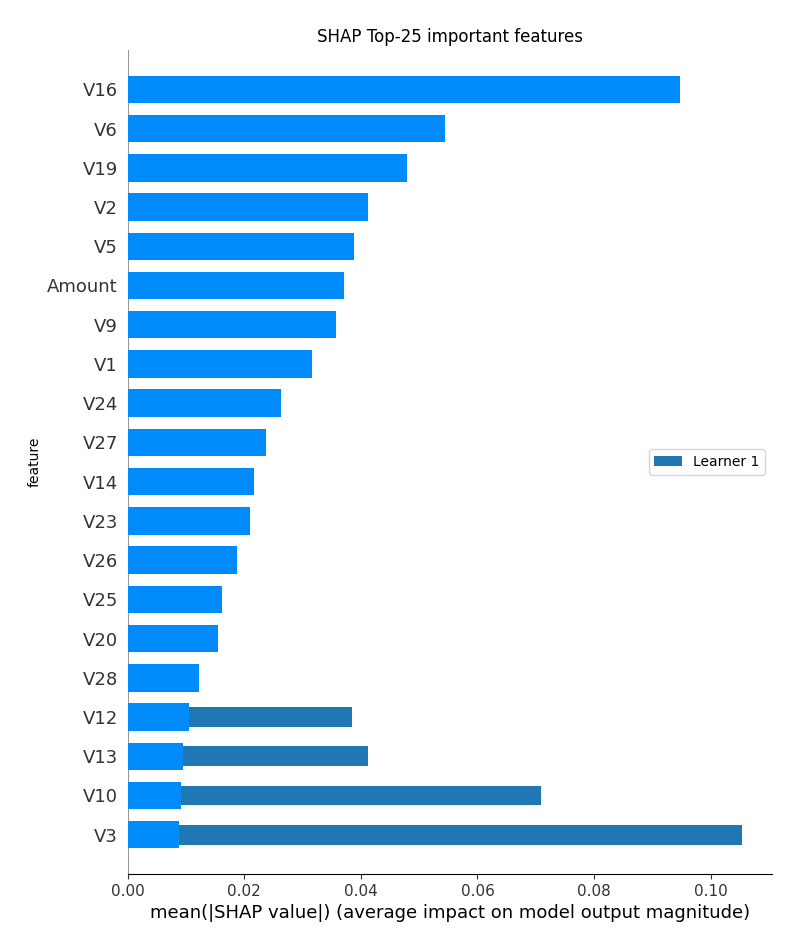 SHAP Top-25 important features
V16
V6
V19
V2
V5
Amount
V9
V1
V24
V27
V14
V23
V26
V25
V20
V28
V12
V13
V10
V3
feature
Learner 1
0.00 0.02 0.04 0.06 0.08 0.10
mean(|SHAP value|) (average impact on model output magnitude)